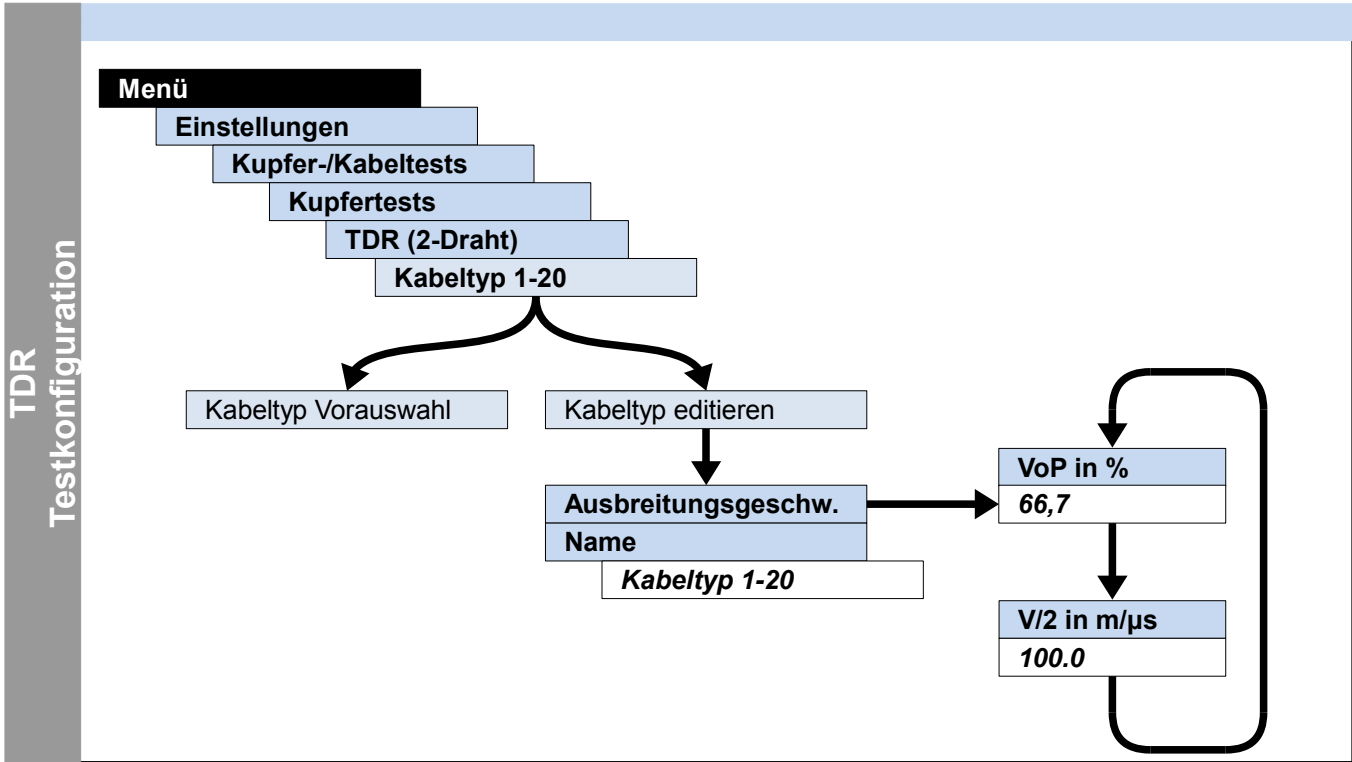 TDR
Testkonfiguration
Menü
Einstellungen
Kupfer-/Kabeltests
Kupfertests
TDR (2-Draht)
Kabeltyp 1-20
Kabeltyp Vorauswahl
Kabeltyp editieren
Ausbreitungsgeschw.
Name
Kabeltyp 1-20
VoP in %
66,7
V/2 in m/µs
100.0